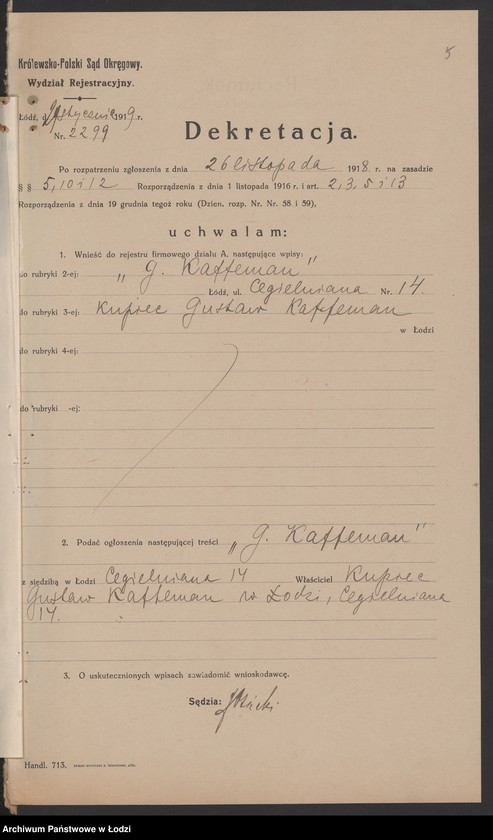 5
Królewsko-Polski Sąd Okręgowy.
Wydział Rejestracyjny.
Łódź, d. stycznia 1919 r.
Nr. 2299
Dekretacja.
Po rozpatrzeniu zgłoszenia z dnia 26 listopada 1918 r. na zasadzie
§ § 5, 10 i 12 Rozporządzenia z dnia 1 listopada 1916 r. i art. 2, 3, 5 i 13
Rozporządzenia z dnia 19 grudnia tegoż roku (Dzien. rozp. Nr. Nr. 58 i 59),
uchwalam:
1. Wnieść do rejestru firmowego działu A. następujące wpisy:
do rubryki 2-ej: „G. Kaffeman"
Łódź, ul. Cegielniana Nr. 14.
do rubryki 3-ej: Kupiec Gustaw Kaffeman
w Łodzi
do rubryki 4-ej:
do rubryki -ej:
2. Podać ogłoszenia następującej treści „G. Kaffeman"
z siedzibą w Łodzi Cegielniana 14 Właściciel Kupiec
Gustaw Kaffeman w Łodzi, Cegielniana
14.
3. O uskutecznionych wpisach zawiadomić wnioskodawcę.
Sędzia:
Handl. 713.
Archiwum Państwowe w Łodzi